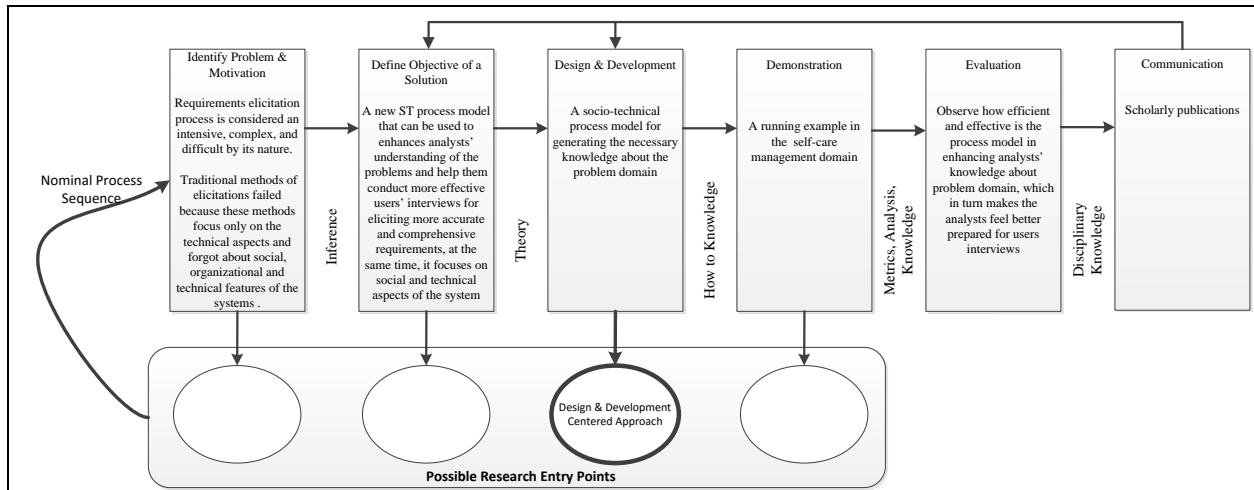 Identify Problem &
Motivation
Requirements elicitation
process is considered an
intensive, complex, and
difficult by its nature.
Traditional methods of
elicitations failed
because these methods
focus only on the
technical aspects and
forgot about social,
organizational and
technical features of the
systems .
Define Objective of a
Solution
A new ST process model
that can be used to
enhances analysts'
understanding of the
problems and help them
conduct more effective
users' interviews for
eliciting more accurate
and comprehensive
requirements, at the
same time, it focuses on
social and technical
aspects of the system
Design & Development
A socio-technical
process model for
generating the necessary
knowledge about the
problem domain
Demonstration
A running example in
the self-care
management domain
Evaluation
Observe how efficient
and effective is the
process model in
enhancing analysts'
knowledge about
problem domain, which
in turn makes the
analysts feel better
prepared for users
interviews
Communication
Scholarly publications
Nominal Process
Sequence
Inference
Theory
How to Knowledge
Metrics, Analysis,
Knowledge
Disciplinary
Knowledge
Design & Development
Centered Approach
Possible Research Entry Points